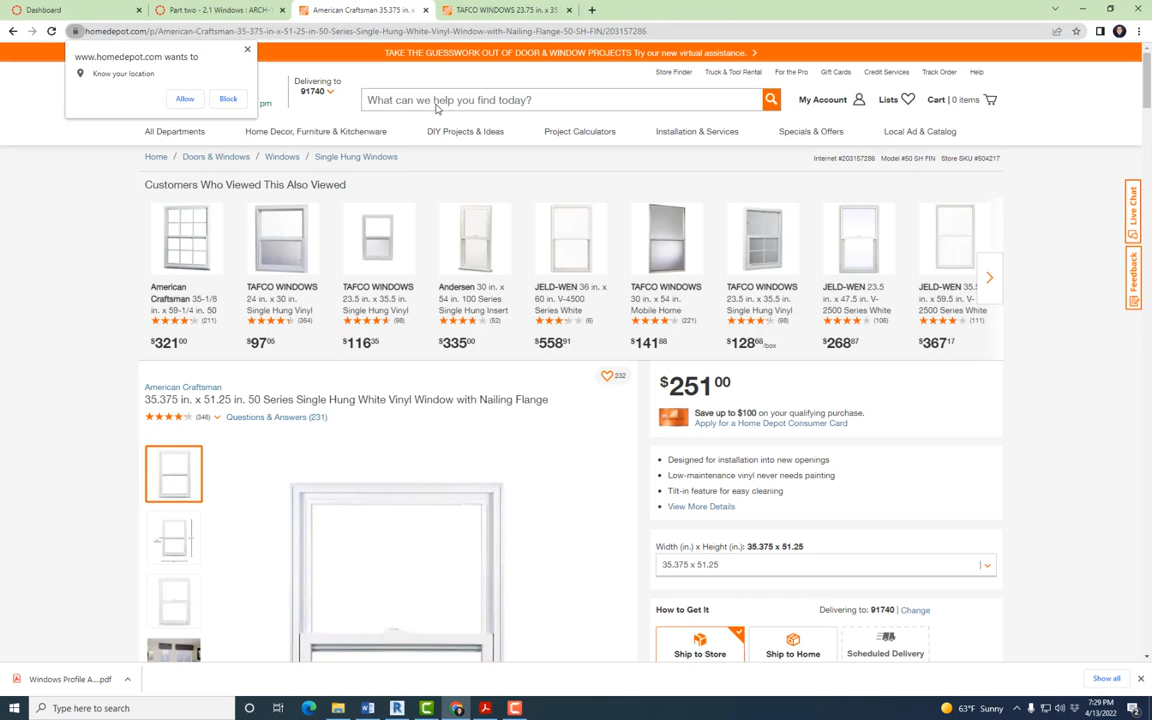 Dashboard
Part two - 2.1 Windows : ARCH-
American Craftsman 35.375 in. x
TAFCO WINDOWS 23.75 in. x 35
homedepot.com/p/American-Craftsman-35-375-in-x-51-25-in-50-Series-Single-Hung-White-Vinyl-Window-with-Nailing-Flange-50-SH-FIN/203157286
TAKE THE GUESSWORK OUT OF DOOR & WINDOW PROJECTS Try our new virtual assistance.
www.homedepot.com wants to
Know your location
Allow
Block
pm
Delivering to
91740
What can we help you find today?
Store Finder
Truck & Tool Rental
For the Pro
Gift Cards
Credit Services
Track Order
Help
My Account
Lists
Cart | 0 items
All Departments
Home Decor, Furniture & Kitchenware
DIY Projects & Ideas
Project Calculators
Installation & Services
Specials & Offers
Local Ad & Catalog
Home / Doors & Windows / Windows / Single Hung Windows
Internet #203157286 Model #50 SH FIN Store SKU #504217
Customers Who Viewed This Also Viewed
American
Craftsman 35-1/8
in. x 59-1/4 in. 50
(211)
$321 00
TAFCO WINDOWS
24 in. x 30 in.
Single Hung Vinyl
(364)
$97 05
TAFCO WINDOWS
23.5 in. x 35.5 in.
Single Hung Vinyl
(98)
$116 35
Andersen 30 in. x
54 in. 100 Series
Single Hung Insert
(52)
$335 00
JELD-WEN 36 in. x
60 in. V-4500
Series White
(6)
$558 91
TAFCO WINDOWS
30 in. x 54 in.
Mobile Home
(221)
$141 88
TAFCO WINDOWS
23.5 in. x 35.5 in.
Single Hung Vinyl
(98)
$128 68 /box
JELD-WEN 23.5
in. x 47.5 in. V-
2500 Series White
(106)
$268 87
JELD-WEN 35.5
in. x 59.5 in. V-
2500 Series White
(111)
$367 17
Live Chat
Feedback
American Craftsman
232
35.375 in. x 51.25 in. 50 Series Single Hung White Vinyl Window with Nailing Flange
(346)
Questions & Answers (231)
$251 00
Save up to $100 on your qualifying purchase.
Apply for a Home Depot Consumer Card
Designed for installation into new openings
Low-maintenance vinyl never needs painting
Tilt-in feature for easy cleaning
View More Details
Width (in.) x Height (in.): 35.375 x 51.25
35.375 x 51.25
How to Get It
Delivering to: 91740 | Change
Ship to Store
Ship to Home
Scheduled Delivery
Windows Profile A....pdf
Show all
Type here to search
63°F Sunny
7:29 PM
4/13/2022
2